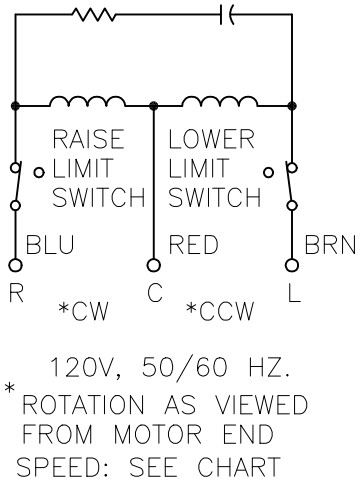 RAISE LOWER
LIMIT LIMIT
SWITCH SWITCH
BLU RED BRN
R C L
*CW *CCW
120V, 50/60 HZ.
* ROTATION AS VIEWED
FROM MOTOR END
SPEED: SEE CHART